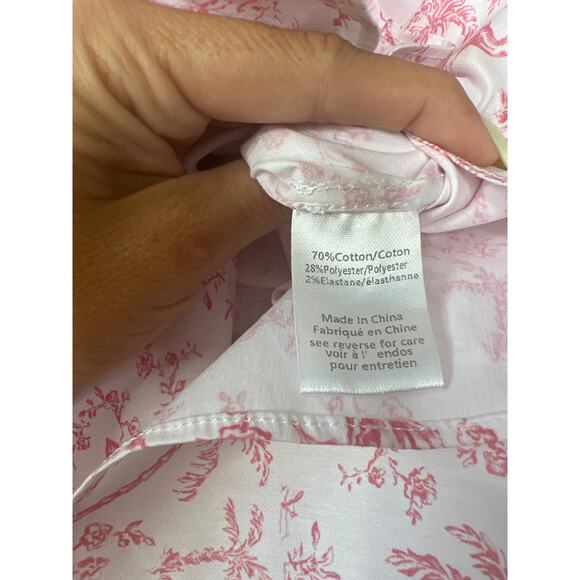 70%Cotton/Coton
28%Polyester/Polyester
2%Elastane/élasthanne
Made In China
Fabriqué en Chine
see reverse for care
voir à l' endos
pour entretien